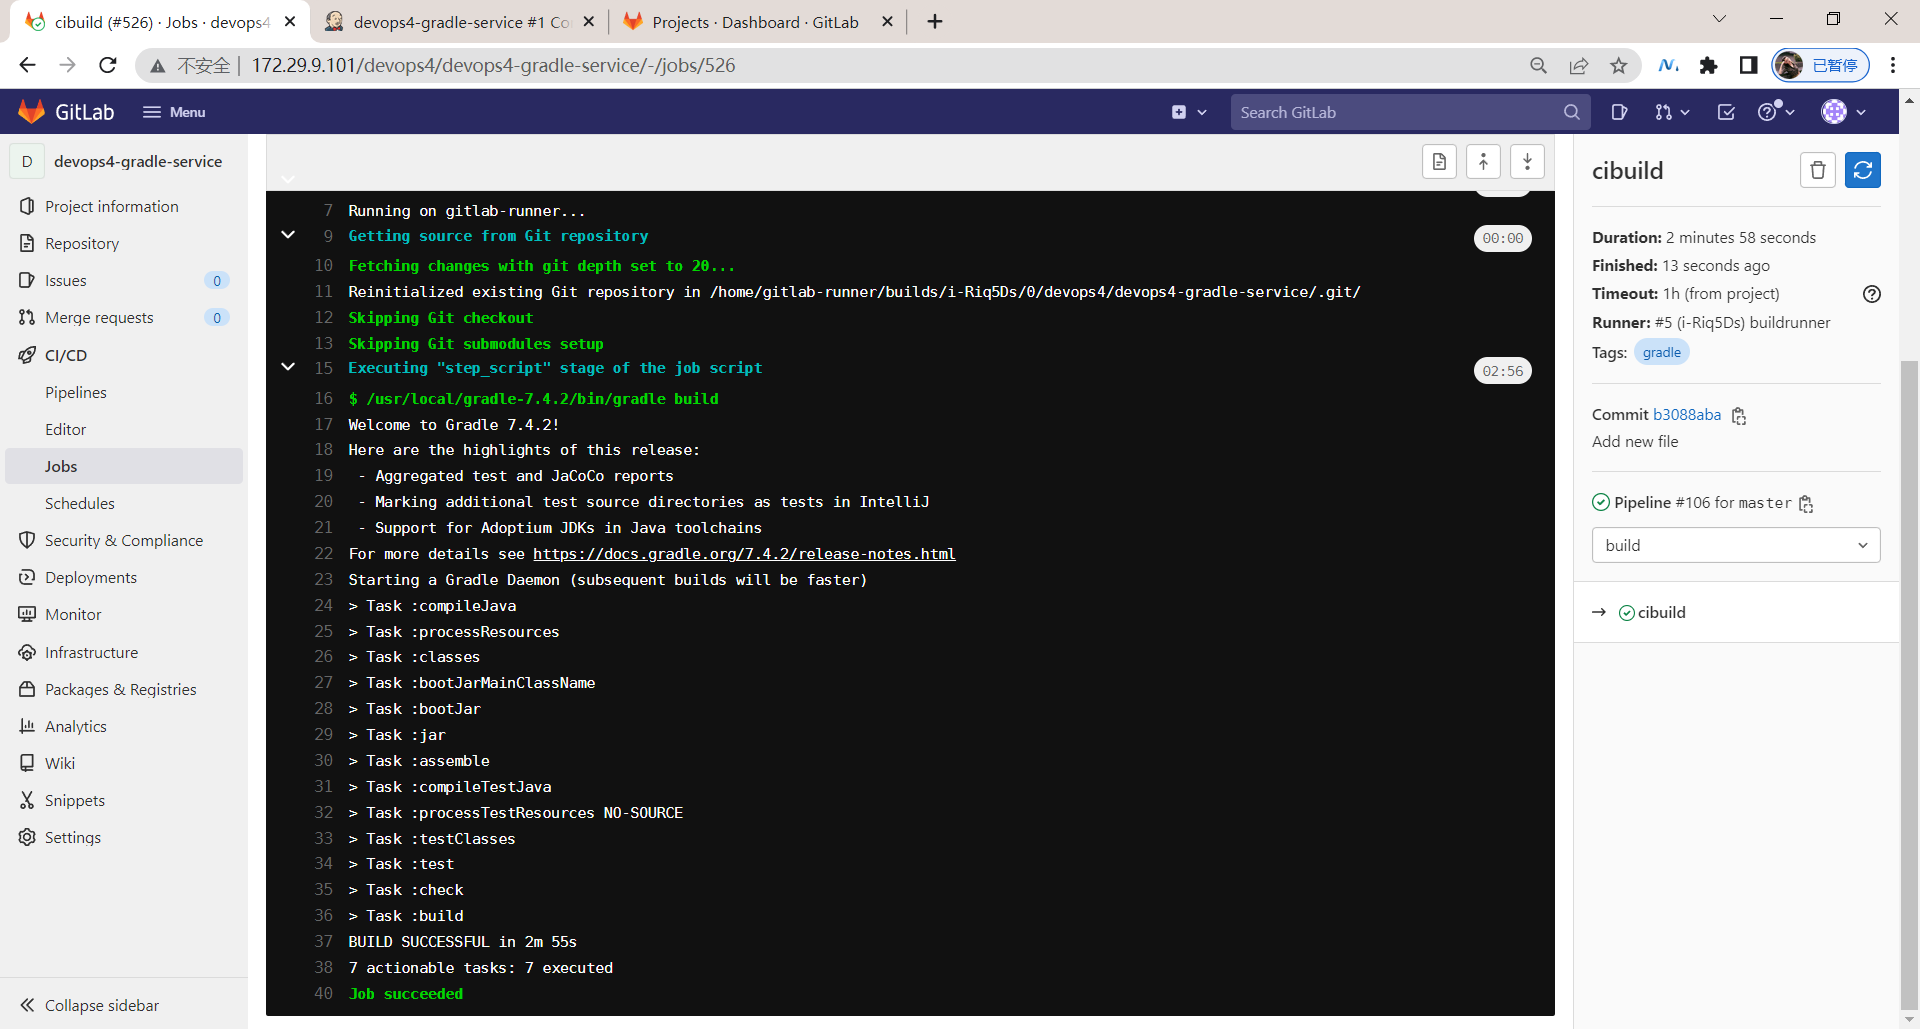 cibuild (#526) · Jobs · devops4
devops4-gradle-service #1 Co
Projects · Dashboard · GitLab
不安全
172.29.9.101/devops4/devops4-gradle-service/-/jobs/526
已暂停
GitLab
Menu
Search GitLab
D
devops4-gradle-service
Project information
Repository
Issues 0
Merge requests 0
CI/CD
Pipelines
Editor
Jobs
Schedules
Security & Compliance
Deployments
Monitor
Infrastructure
Packages & Registries
Analytics
Wiki
Snippets
Settings
Collapse sidebar
7 Running on gitlab-runner...
9 Getting source from Git repository 00:00
10 Fetching changes with git depth set to 20...
11 Reinitialized existing Git repository in /home/gitlab-runner/builds/i-Riq5Ds/0/devops4/devops4-gradle-service/.git/
12 Skipping Git checkout
13 Skipping Git submodules setup
15 Executing "step_script" stage of the job script 02:56
16 $ /usr/local/gradle-7.4.2/bin/gradle build
17 Welcome to Gradle 7.4.2!
18 Here are the highlights of this release:
19 - Aggregated test and JaCoCo reports
20 - Marking additional test source directories as tests in IntelliJ
21 - Support for Adoptium JDKs in Java toolchains
22 For more details see https://docs.gradle.org/7.4.2/release-notes.html
23 Starting a Gradle Daemon (subsequent builds will be faster)
24 > Task :compileJava
25 > Task :processResources
26 > Task :classes
27 > Task :bootJarMainClassName
28 > Task :bootJar
29 > Task :jar
30 > Task :assemble
31 > Task :compileTestJava
32 > Task :processTestResources NO-SOURCE
33 > Task :testClasses
34 > Task :test
35 > Task :check
36 > Task :build
37 BUILD SUCCESSFUL in 2m 55s
38 7 actionable tasks: 7 executed
40 Job succeeded
cibuild
Duration: 2 minutes 58 seconds
Finished: 13 seconds ago
Timeout: 1h (from project)
Runner: #5 (i-Riq5Ds) buildrunner
Tags: gradle
Commit b3088aba
Add new file
Pipeline #106 for master
build
→ cibuild